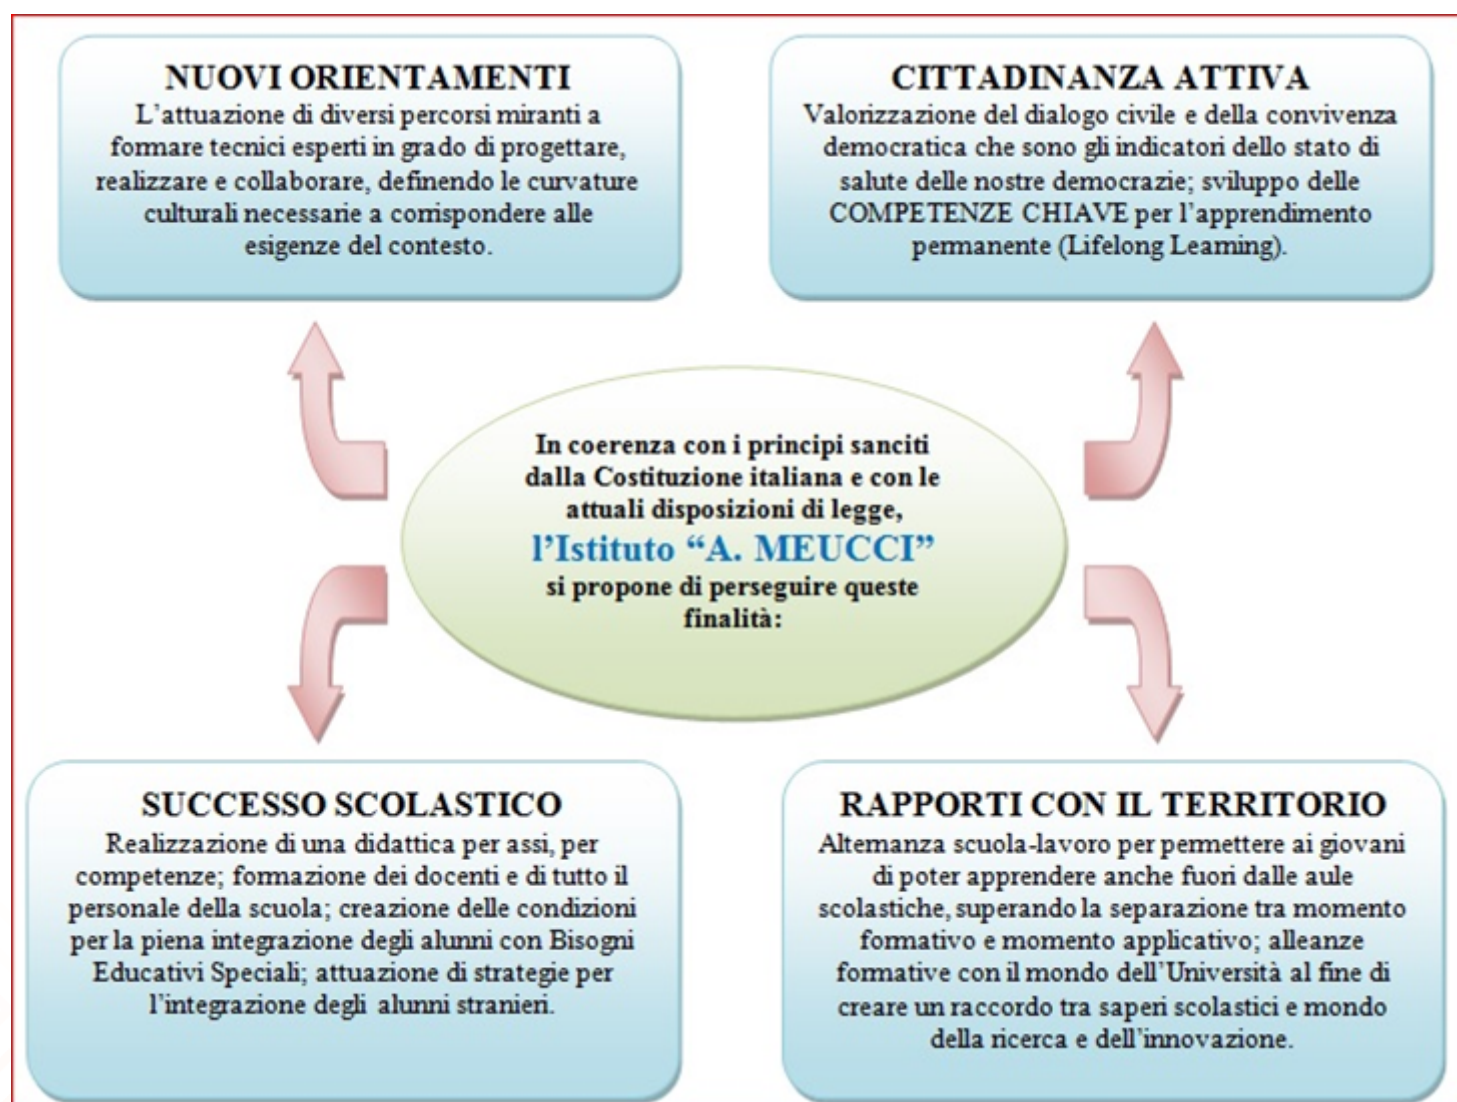 NUOVI ORIENTAMENTI
L'attuazione di diversi percorsi miranti a
formare tecnici esperti in grado di progettare,
realizzare e collaborare, definendo le curvature
culturali necessarie a corrispondere alle
esigenze del contesto.
CITTADINANZA ATTIVA
Valorizzazione del dialogo civile e della convivenza
democratica che sono gli indicatori dello stato di
salute delle nostre democrazie; sviluppo delle
COMPETENZE CHIAVE per l'apprendimento
permanente (Lifelong Learning).
In coerenza con i principi sanciti
dalla Costituzione italiana e con le
attuali disposizioni di legge,
l'Istituto “A. MEUCCI”
si propone di perseguire queste
finalità:
SUCCESSO SCOLASTICO
Realizzazione di una didattica per assi, per
competenze; formazione dei docenti e di tutto il
personale della scuola; creazione delle condizioni
per la piena integrazione degli alunni con Bisogni
Educativi Speciali; attuazione di strategie per
l'integrazione degli alunni stranieri.
RAPPORTI CON IL TERRITORIO
Alternanza scuola-lavoro per permettere ai giovani
di poter apprendere anche fuori dalle aule
scolastiche, superando la separazione tra momento
formativo e momento applicativo; alleanze
formative con il mondo dell'Università al fine di
creare un raccordo tra saperi scolastici e mondo
della ricerca e dell'innovazione.